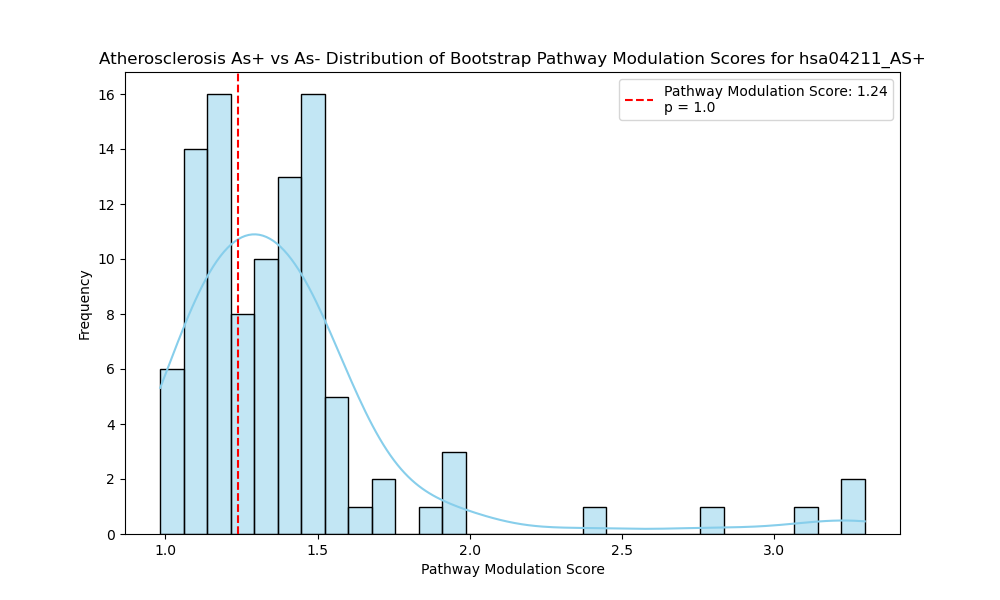 Atherosclerosis As+ vs As- Distribution of Bootstrap Pathway Modulation Scores for hsa04211_AS+
Pathway Modulation Score: 1.24
p = 1.0
Frequency
16
14
12
10
8
6
4
2
0
1.0 1.5 2.0 2.5 3.0
Pathway Modulation Score